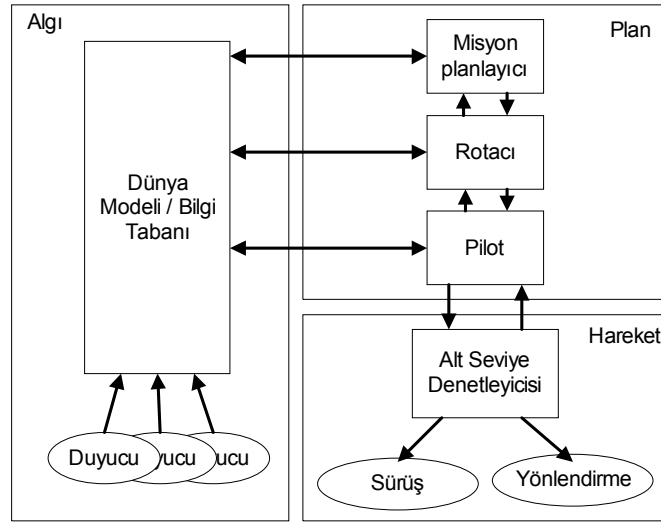 Algı
Dünya
Modeli / Bilgi
Tabanı
Duyucu
yucu
ucu
Plan
Misyon
planlayıcı
Rotacı
Pilot
Hareket
Alt Seviye
Denetleyicisi
Sürüş
Yönlendirme